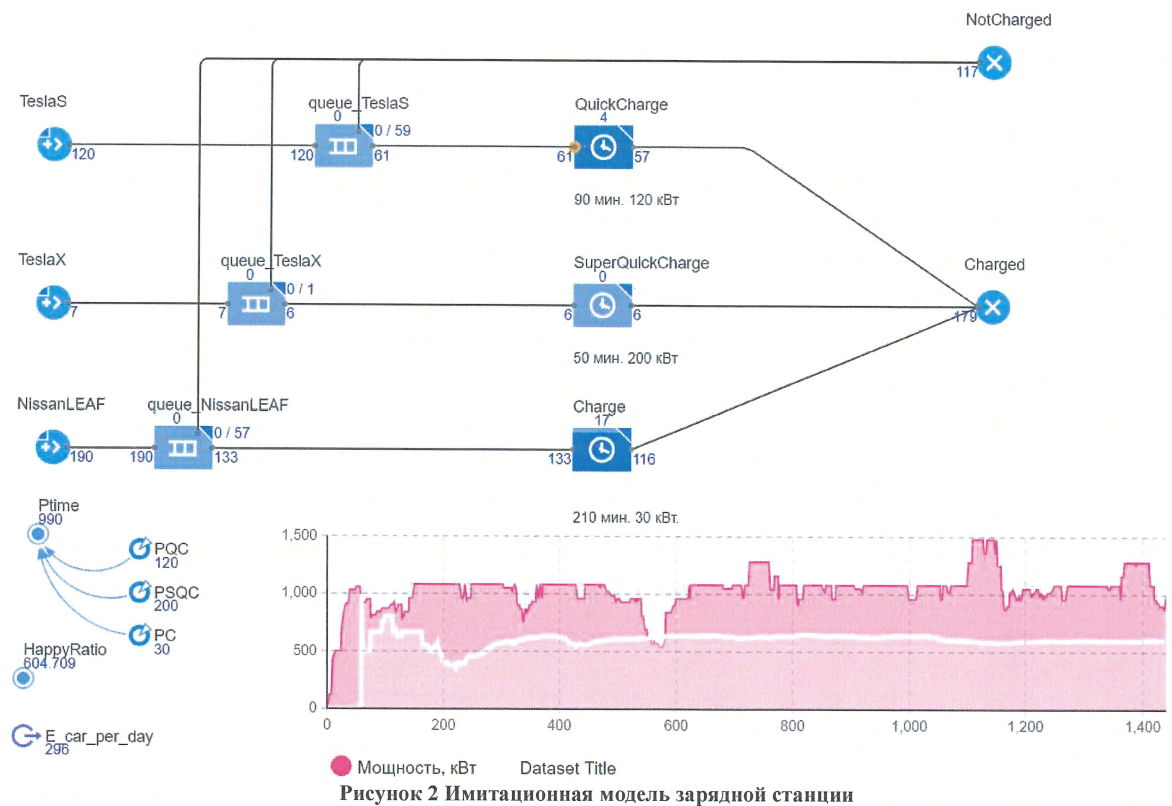 NotCharged
117
TeslaS
120
queue_TeslaS
0
0 / 59
120
61
QuickCharge
4
61
57
90 мин. 120 кВт
TeslaX
7
queue_TeslaX
0
0 / 1
7
6
SuperQuickCharge
0
6
6
50 мин. 200 кВт
Charged
179
NissanLEAF
190
queue_NissanLEAF
0
0 / 57
190
133
Charge
17
133
116
210 мин. 30 кВт.
Ptime
990
PQC
120
PSQC
200
PC
30
HappyRatio
604.709
E_car_per_day
296
1,500
1,000
500
0
0
200
400
600
800
1,000
1,200
1,400
Мощность, кВт
Dataset Title
Рисунок 2 Имитационная модель зарядной станции